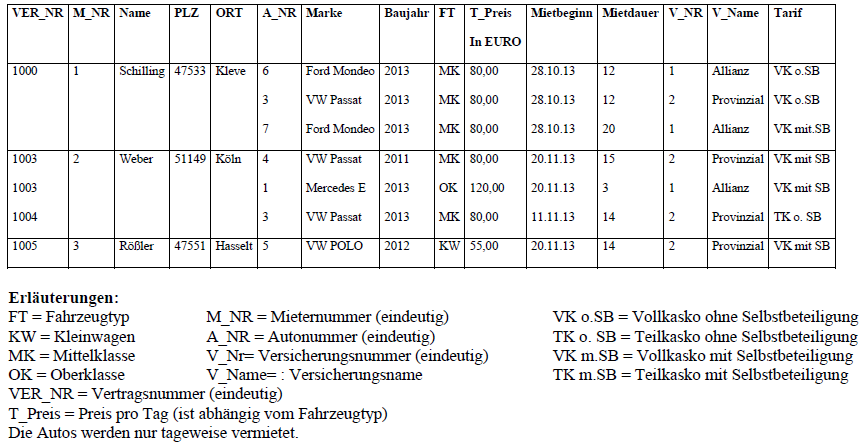 VER_NR M_NR Name PLZ ORT A_NR Marke Baujahr FT T_Preis Mietbeginn Mietdauer V_NR V_Name Tarif
In EURO
1000 1 Schilling 47533 Kleve 6 Ford Mondeo 2013 MK 80,00 28.10.13 12 1 Allianz VK o.SB
3 VW Passat 2013 MK 80,00 28.10.13 12 2 Provinzial VK o.SB
7 Ford Mondeo 2013 MK 80,00 28.10.13 20 1 Allianz VK mit.SB
1003 2 Weber 51149 Köln 4 VW Passat 2011 MK 80,00 20.11.13 15 2 Provinzial VK mit SB
1003 1 Mercedes E 2013 OK 120,00 20.11.13 3 1 Allianz VK mit SB
1004 3 VW Passat 2013 MK 80,00 11.11.13 14 2 Provinzial TK o. SB
1005 3 Rößler 47551 Hasselt 5 VW POLO 2012 KW 55,00 20.11.13 14 2 Provinzial VK mit SB
Erläuterungen:
FT = Fahrzeugtyp M_NR = Mieternummer (eindeutig) VK o.SB = Vollkasko ohne Selbstbeteiligung
KW = Kleinwagen A_NR = Autonummer (eindeutig) TK o. SB = Teilkasko ohne Selbstbeteiligung
MK = Mittelklasse V_Nr= Versicherungsnummer (eindeutig) VK m.SB = Vollkasko mit Selbstbeteiligung
OK = Oberklasse V_Name= : Versicherungsname TK m.SB = Teilkasko mit Selbstbeteiligung
VER_NR = Vertragsnummer (eindeutig)
T_Preis = Preis pro Tag (ist abhängig vom Fahrzeugtyp)
Die Autos werden nur tageweise vermietet.